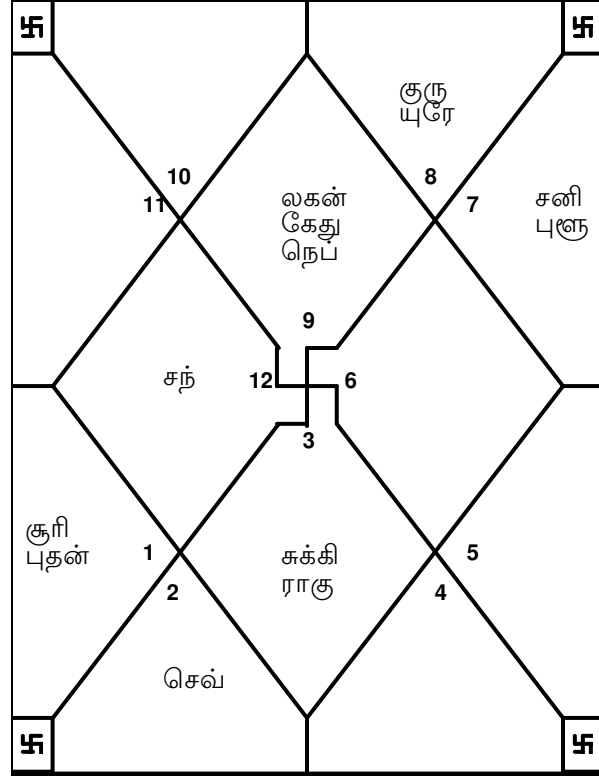 குரு
யுரே
10
8
11
7
லகன்
கேது
நெப்
சனி
புளூ
9
சந்
12
6
3
சூரி
புதன்
1
5
சுக்கி
ராகு
2
4
செவ்